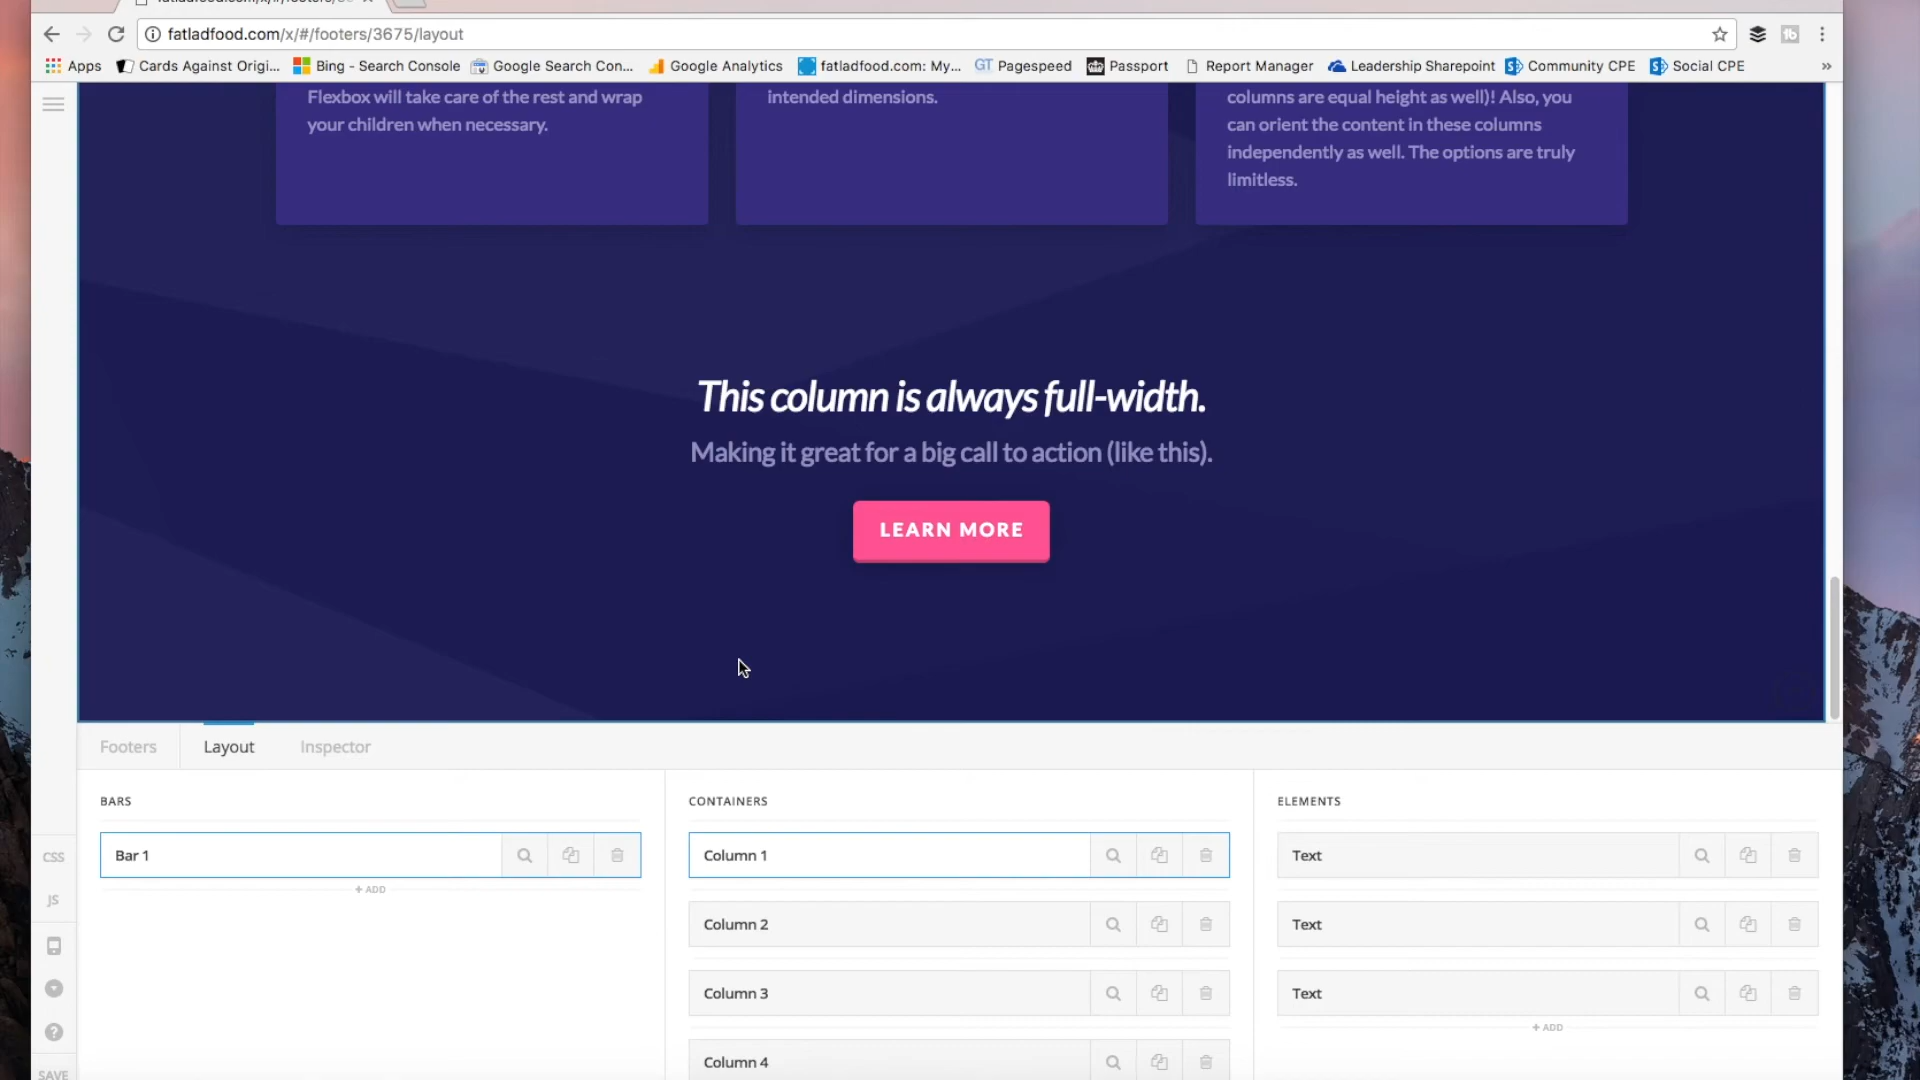 fatladfood.com/x/#/footers/3675/layout
Apps Cards Against Origi... Bing - Search Console Google Search Con... Google Analytics fatladfood.com: My... GT Pagespeed Passport Report Manager Leadership Sharepoint Community CPE Social CPE »
Flexbox will take care of the rest and wrap
your children when necessary.
intended dimensions.
columns are equal height as well)! Also, you
can orient the content in these columns
independently as well. The options are truly
limitless.
This column is always full-width.
Making it great for a big call to action (like this).
LEARN MORE
Footers Layout Inspector
BARS
Bar 1
+ ADD
CONTAINERS
Column 1
Column 2
Column 3
Column 4
ELEMENTS
Text
Text
Text
+ ADD
CSS
JS
?
SAVE